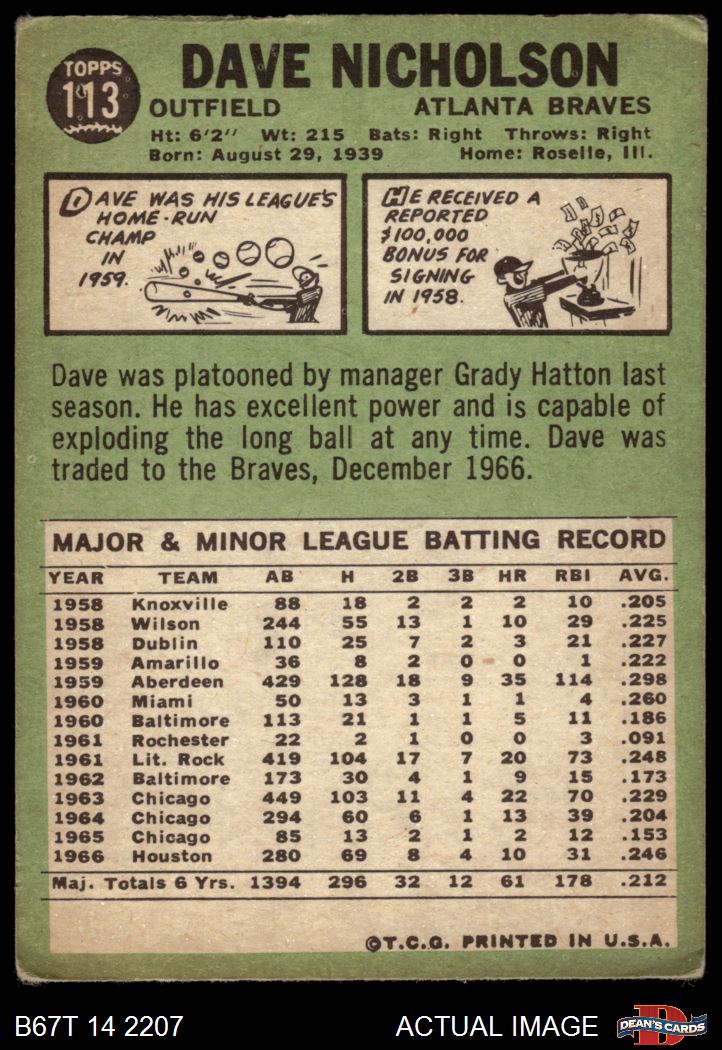 TOPPS
113
DAVE NICHOLSON
OUTFIELD ATLANTA BRAVES
Ht: 6'2" Wt: 215 Bats: Right Throws: Right
Born: August 29, 1939 Home: Roselle, Ill.
DAVE WAS HIS LEAGUE'S
HOME-RUN
CHAMP
IN
1959.
HE RECEIVED A
REPORTED
$100,000
BONUS FOR
SIGNING
IN 1958.
Dave was platooned by manager Grady Hatton last
season. He has excellent power and is capable of
exploding the long ball at any time. Dave was
traded to the Braves, December 1966.
MAJOR & MINOR LEAGUE BATTING RECORD
YEAR TEAM AB H 2B 3B HR RBI AVG.
1958 Knoxville 88 18 2 2 2 10 .205
1958 Wilson 244 55 13 1 10 29 .225
1958 Dublin 110 25 7 2 3 21 .227
1959 Amarillo 36 8 2 0 0 1 .222
1959 Aberdeen 429 128 18 9 35 114 .298
1960 Miami 50 13 3 1 1 4 .260
1960 Baltimore 113 21 1 1 5 11 .186
1961 Rochester 22 2 1 0 0 3 .091
1961 Lit. Rock 419 104 17 7 20 73 .248
1962 Baltimore 173 30 4 1 9 15 .173
1963 Chicago 449 103 11 4 22 70 .229
1964 Chicago 294 60 6 1 13 39 .204
1965 Chicago 85 13 2 1 2 12 .153
1966 Houston 280 69 8 4 10 31 .246
Maj. Totals 6 Yrs. 1394 296 32 12 61 178 .212
©T.C.G. PRINTED IN U.S.A.
B67T 14 2207 ACTUAL IMAGE D DEAN'S CARDS